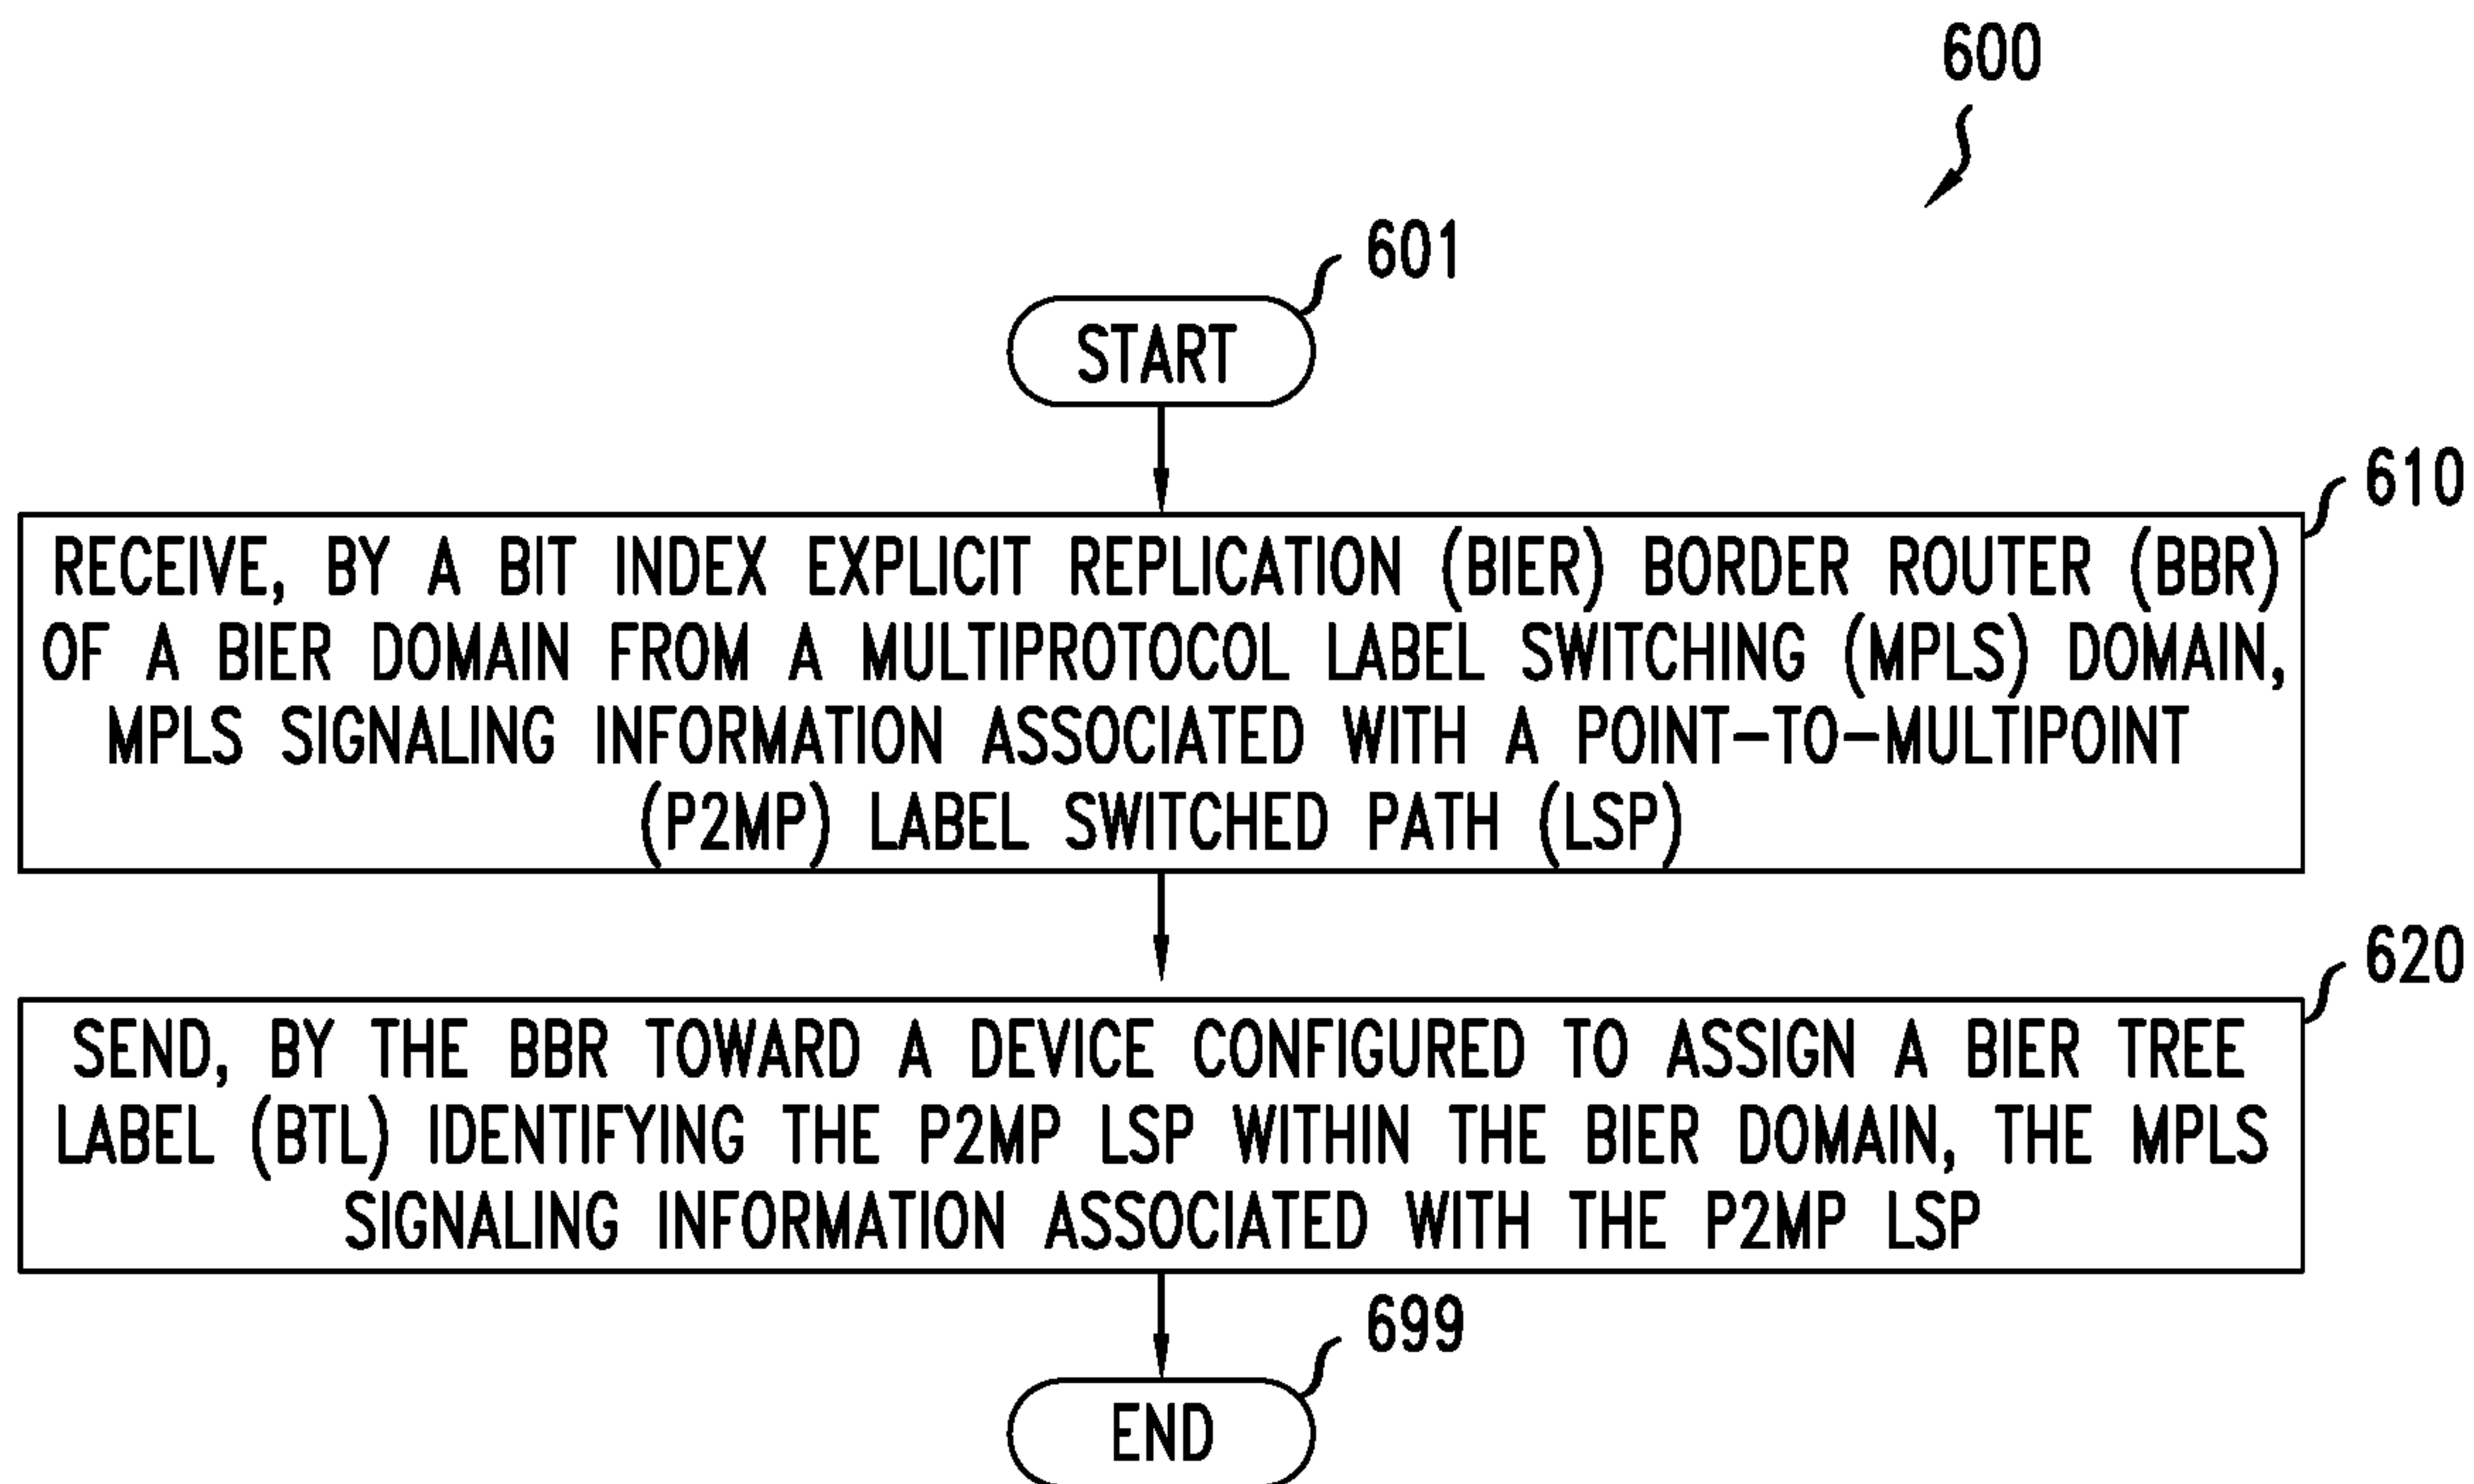 600
601
START
610
RECEIVE, BY A BIT INDEX EXPLICIT REPLICATION (BIER) BORDER ROUTER (BBR)
OF A BIER DOMAIN FROM A MULTIPROTOCOL LABEL SWITCHING (MPLS) DOMAIN,
MPLS SIGNALING INFORMATION ASSOCIATED WITH A POINT-TO-MULTIPOINT
(P2MP) LABEL SWITCHED PATH (LSP)
620
SEND, BY THE BBR TOWARD A DEVICE CONFIGURED TO ASSIGN A BIER TREE
LABEL (BTL) IDENTIFYING THE P2MP LSP WITHIN THE BIER DOMAIN, THE MPLS
SIGNALING INFORMATION ASSOCIATED WITH THE P2MP LSP
699
END